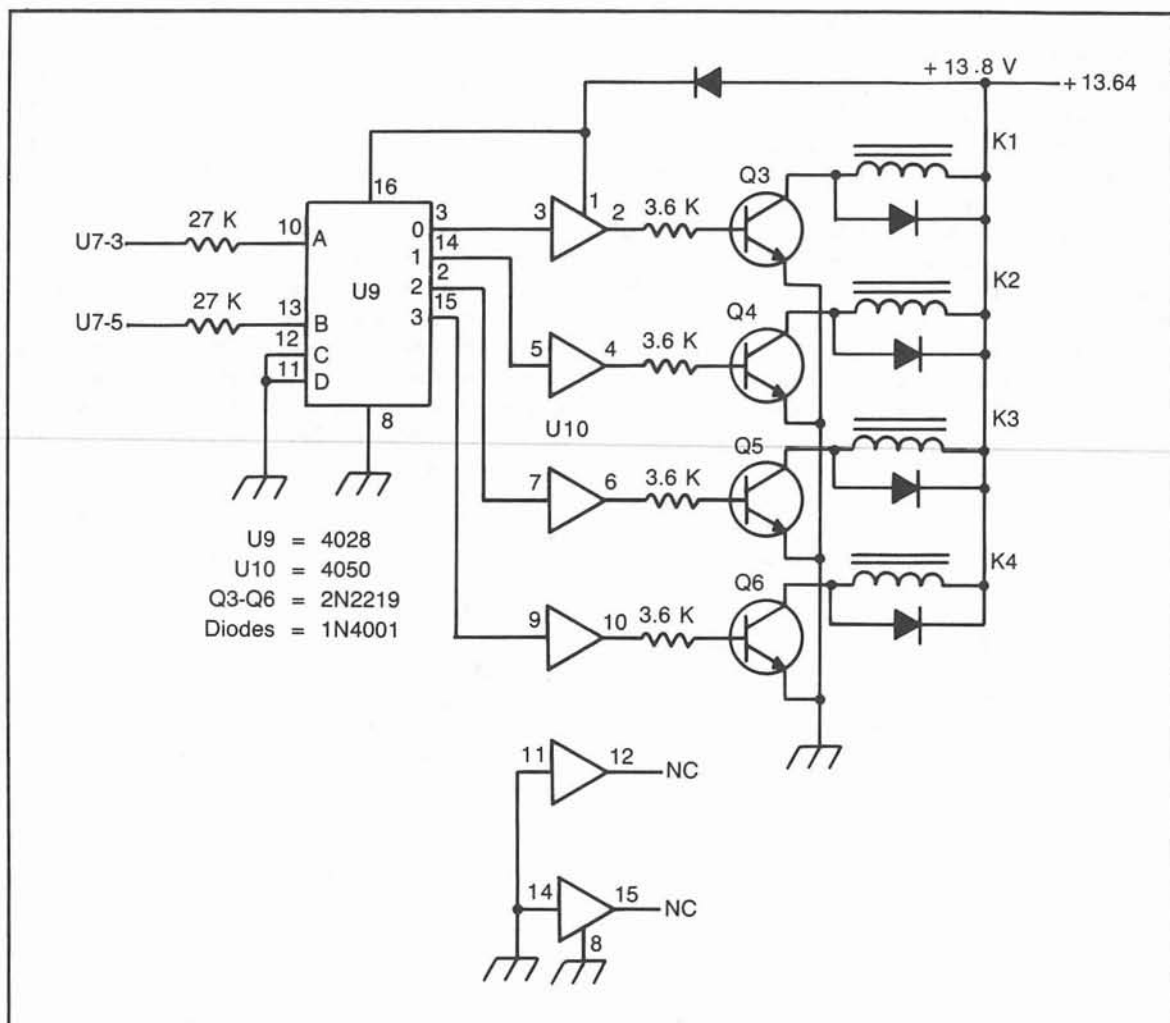 + 13.8 V
+ 13.64
K1
16
Q3
27 K
3.6 K
U7-3
10
A
3
0
3
1
2
14
1
K2
U9
2
2
27 K
13
15
Q4
U7-5
B
3
3.6 K
12
C
5
4
11
D
8
K3
U10
Q5
3.6 K
7
6
U9 = 4028
K4
U10 = 4050
Q6
Q3-Q6 = 2N2219
3.6 K
Diodes = 1N4001
9
10
11
12
NC
14
15
NC
8